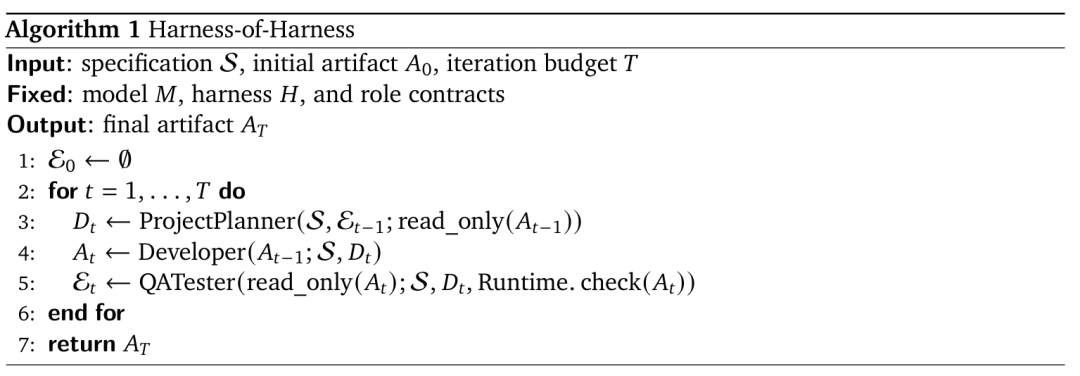 Algorithm 1 Harness-of-Harness
Input: specification 𝒮, initial artifact A₀, iteration budget T
Fixed: model M, harness H, and role contracts
Output: final artifact A_T
1: ℰ₀ ← ∅
2: for t = 1, . . . , T do
3: D_t ← ProjectPlanner(𝒮, ℰ_{t−1}; read_only(A_{t−1}))
4: A_t ← Developer(A_{t−1}; 𝒮, D_t)
5: ℰ_t ← QATester(read_only(A_t); 𝒮, D_t, Runtime. check(A_t))
6: end for
7: return A_T